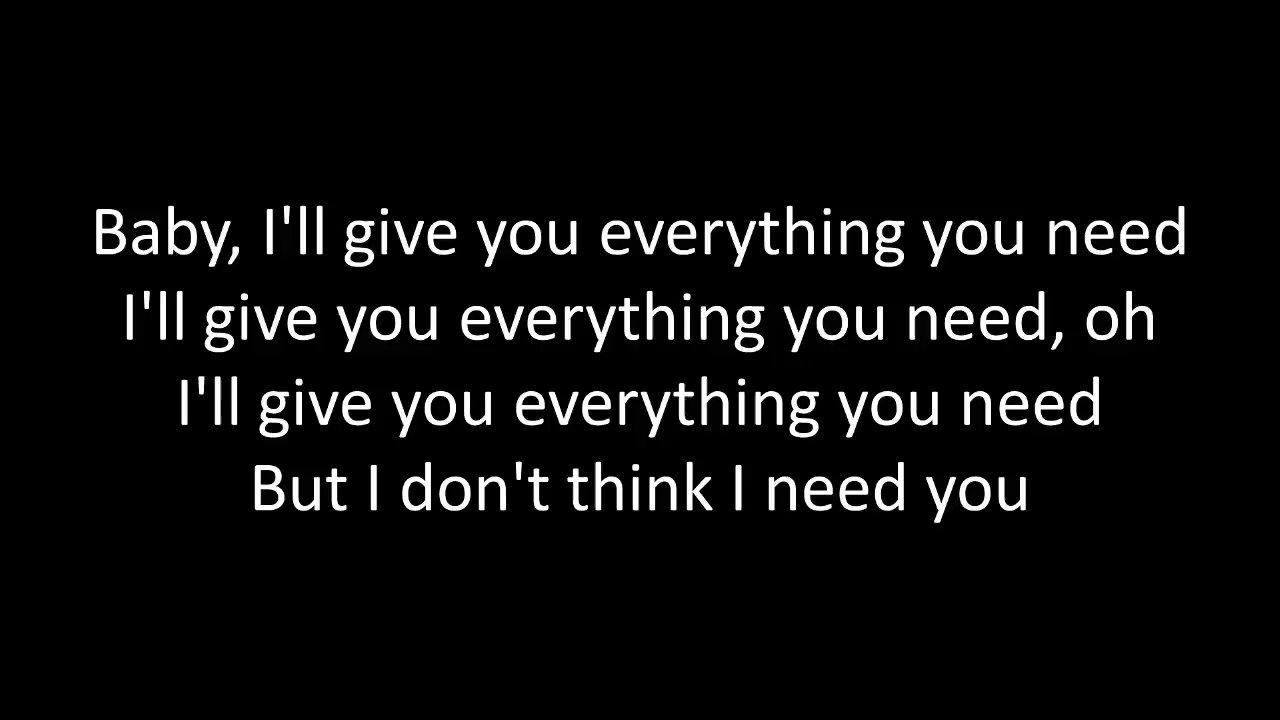 Baby, I'll give you everything you need
I'll give you everything you need, oh
I'll give you everything you need
But I don't think I need you